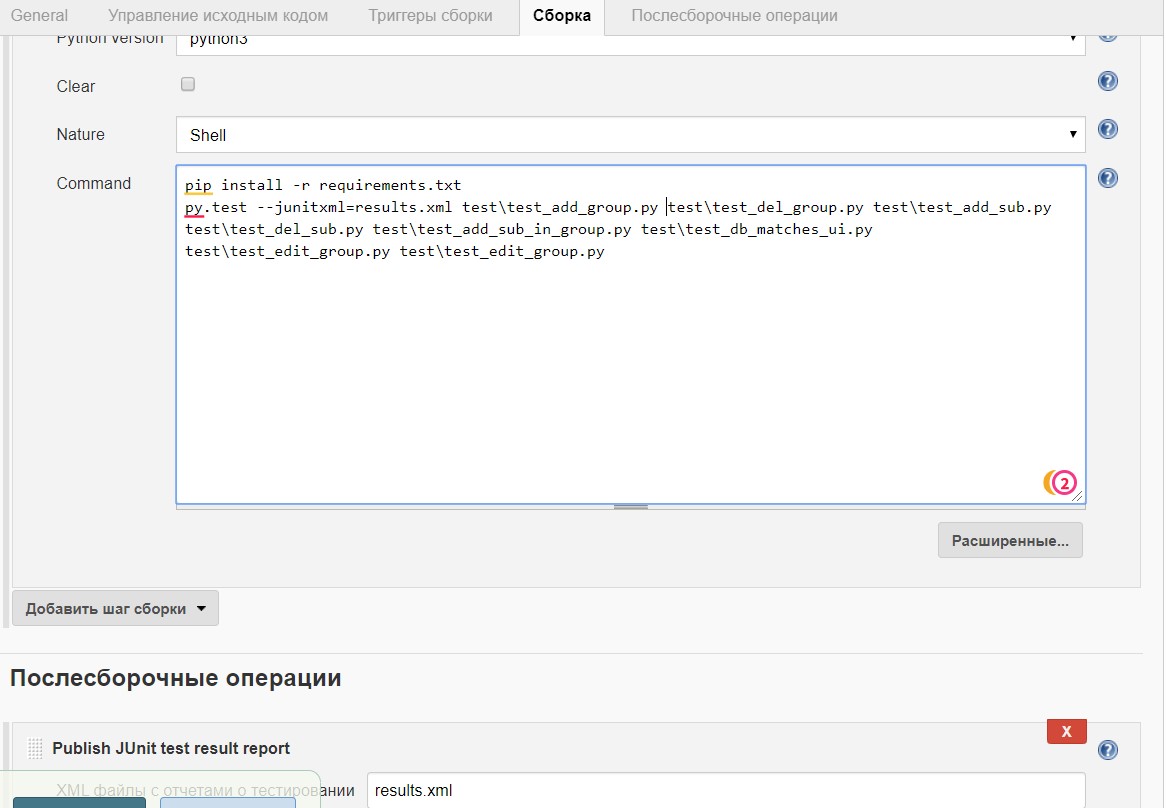 General Управление исходным кодом Триггеры сборки Сборка Послесборочные операции
Python version python3
Clear
Nature Shell
Command
pip install -r requirements.txt
py.test --junitxml=results.xml test\test_add_group.py test\test_del_group.py test\test_add_sub.py
test\test_del_sub.py test\test_add_sub_in_group.py test\test_db_matches_ui.py
test\test_edit_group.py test\test_edit_group.py
2
Расширенные...
Добавить шаг сборки
Послесборочные операции
X
Publish JUnit test result report
XML файлы с отчетами о тестировании results.xml